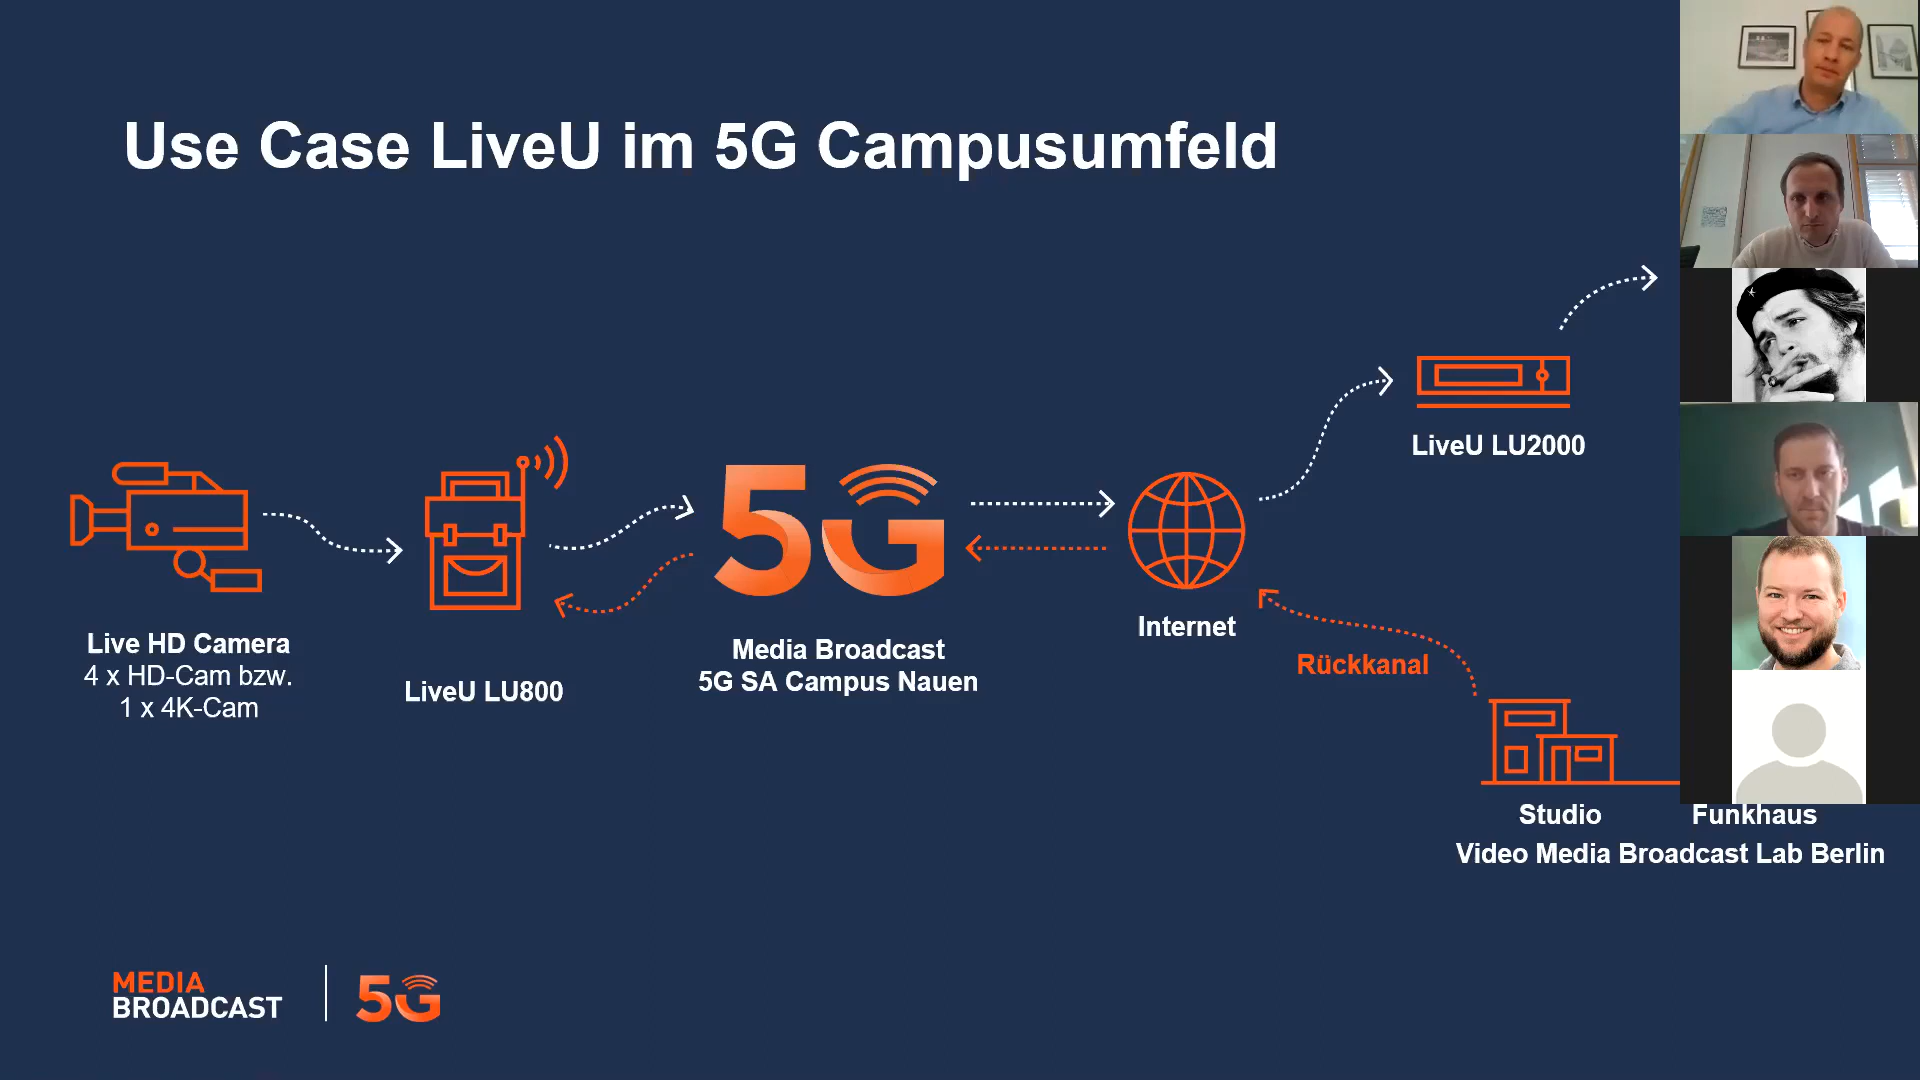 Use Case LiveU im 5G Campusumfeld
LiveU LU2000
Live HD Camera
4 x HD-Cam bzw.
1 x 4K-Cam
LiveU LU800
5G
Media Broadcast
5G SA Campus Nauen
Internet
Rückkanal
Studio Funkhaus
Video Media Broadcast Lab Berlin
MEDIA
BROADCAST
5G